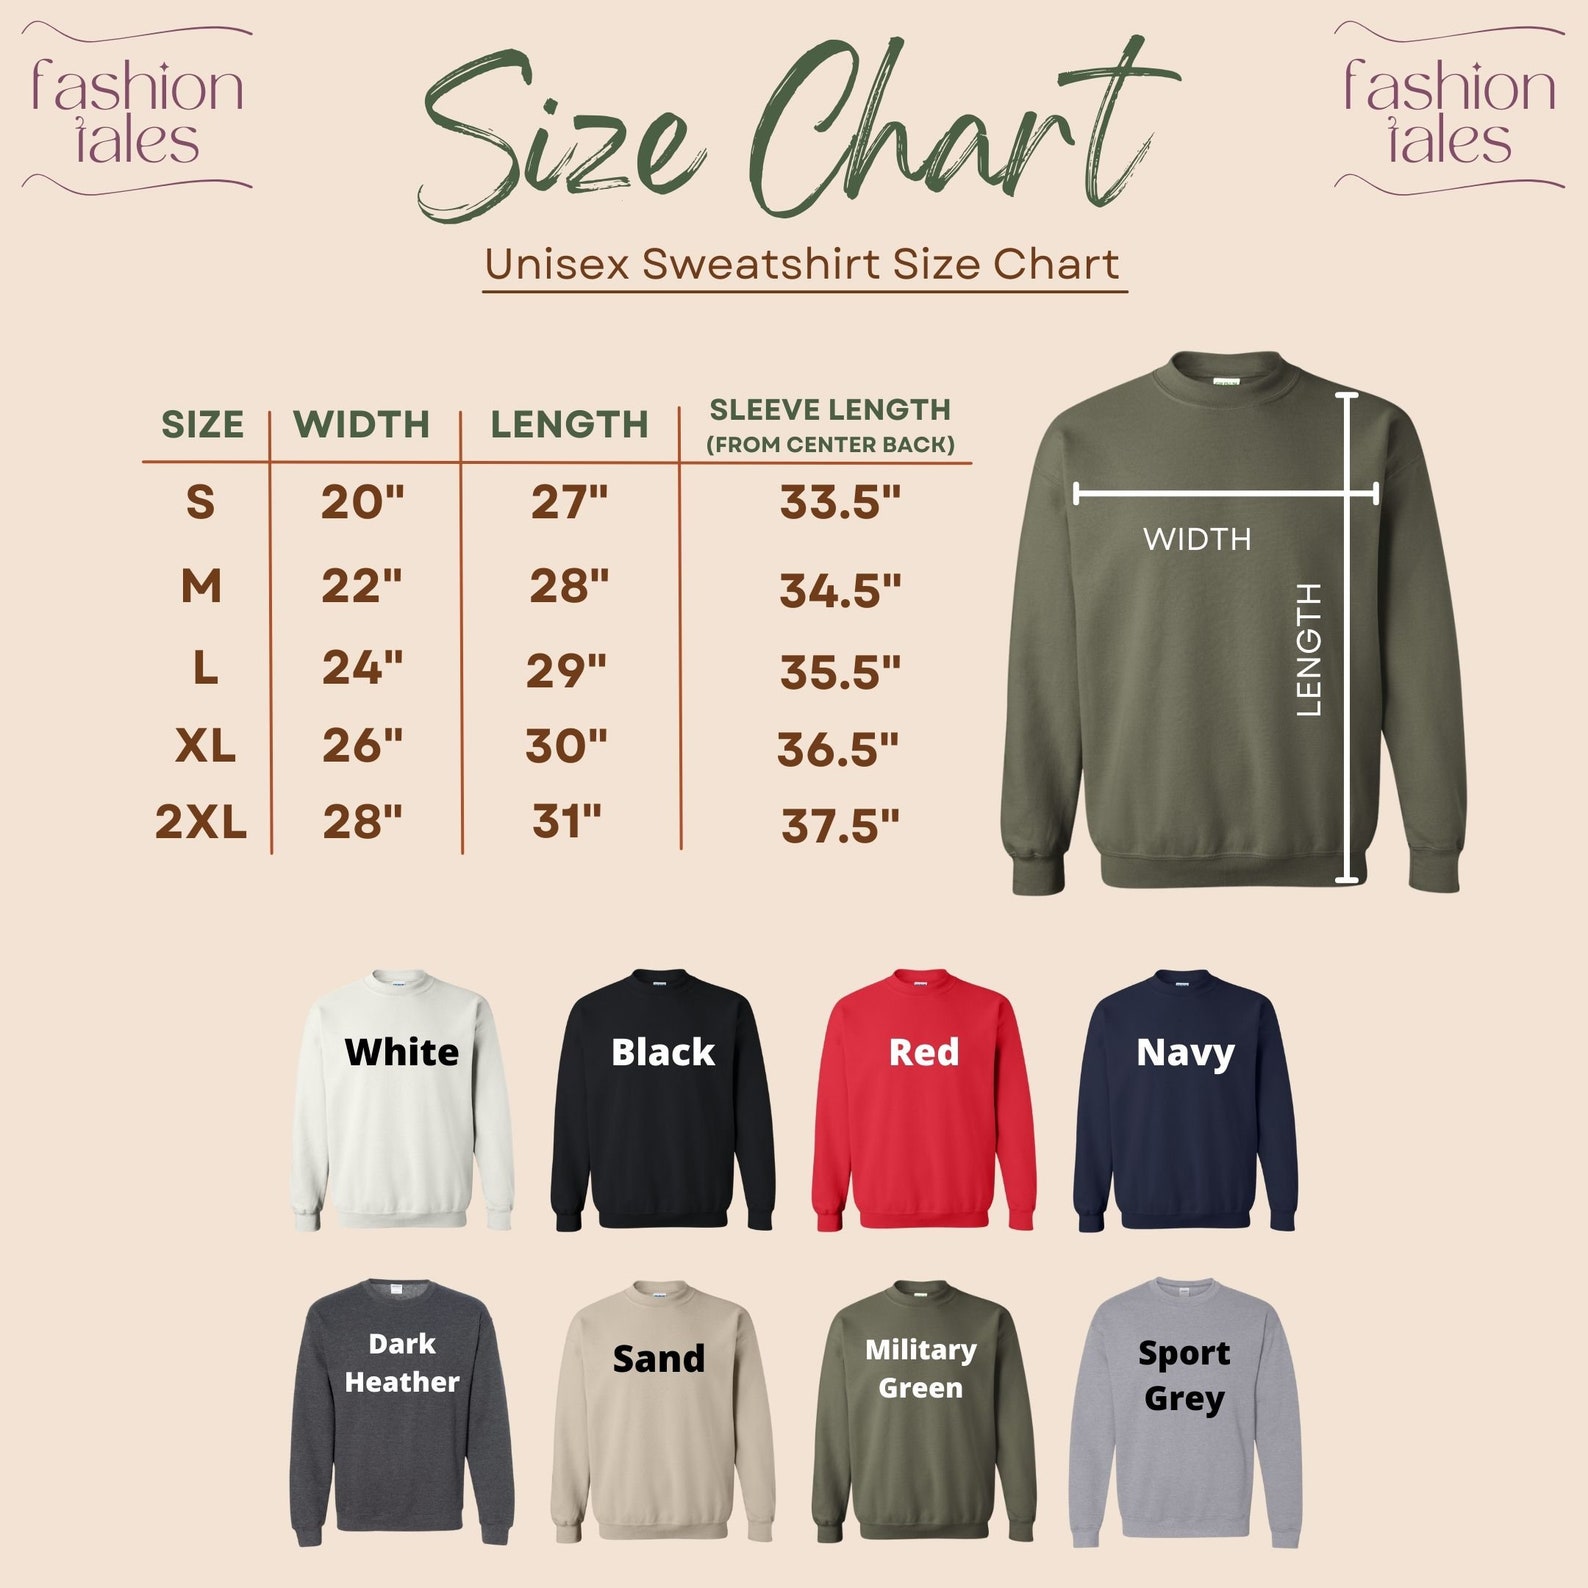 fashion
tales
Size Chart
fashion
tales
Unisex Sweatshirt Size Chart
SIZE WIDTH LENGTH SLEEVE LENGTH
(FROM CENTER BACK)
S 20" 27" 33.5"
M 22" 28" 34.5"
L 24" 29" 35.5"
XL 26" 30" 36.5"
2XL 28" 31" 37.5"
WIDTH
LENGTH
White
Black
Red
Navy
Dark
Heather
Sand
Military
Green
Sport
Grey